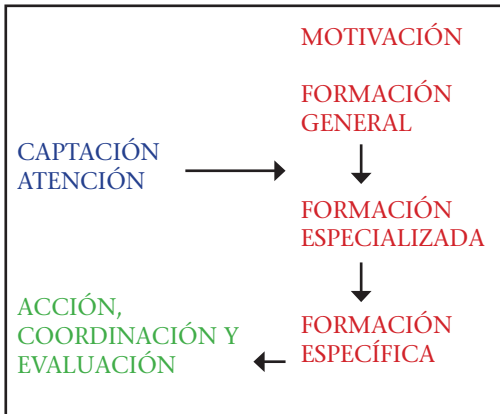 MOTIVACIÓN
FORMACIÓN
GENERAL
CAPTACIÓN
ATENCIÓN
FORMACIÓN
ESPECIALIZADA
ACCIÓN,
COORDINACIÓN Y
EVALUACIÓN
FORMACIÓN
ESPECÍFICA